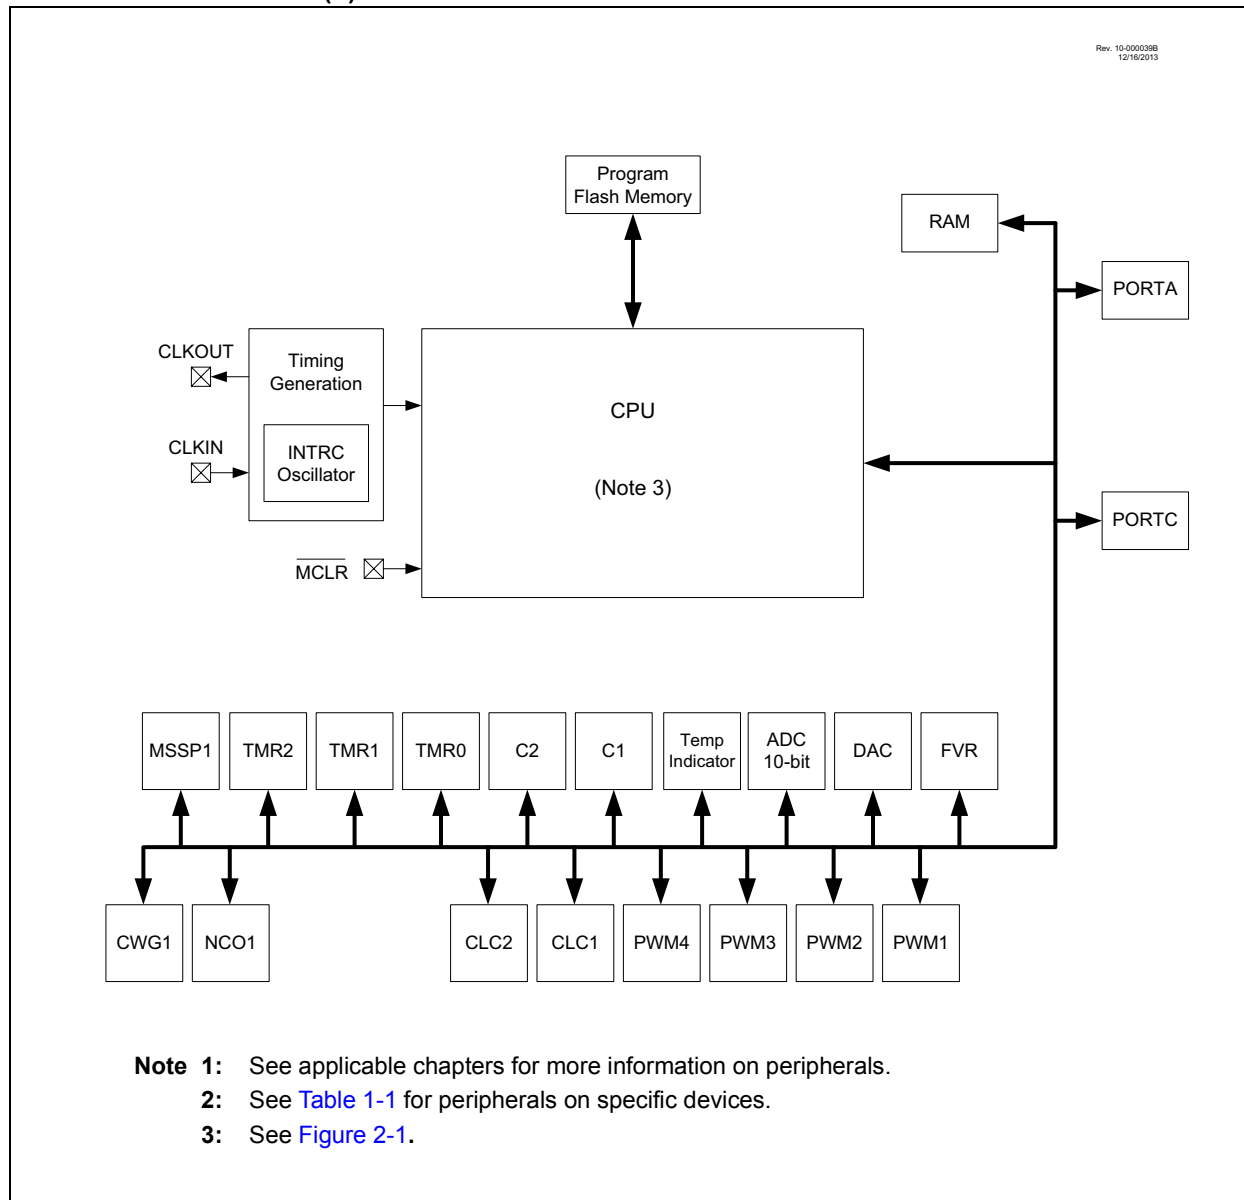 Rev. 10-000039B
12/16/2013
Program
Flash Memory
RAM
PORTA
CLKOUT
Timing
Generation
CPU
CLKIN
INTRC
Oscillator
(Note 3)
PORTC
MCLR
MSSP1
TMR2
TMR1
TMR0
C2
C1
Temp
Indicator
ADC
10-bit
DAC
FVR
CWG1
NCO1
CLC2
CLC1
PWM4
PWM3
PWM2
PWM1
Note 1: See applicable chapters for more information on peripherals.
2: See Table 1-1 for peripherals on specific devices.
3: See Figure 2-1.